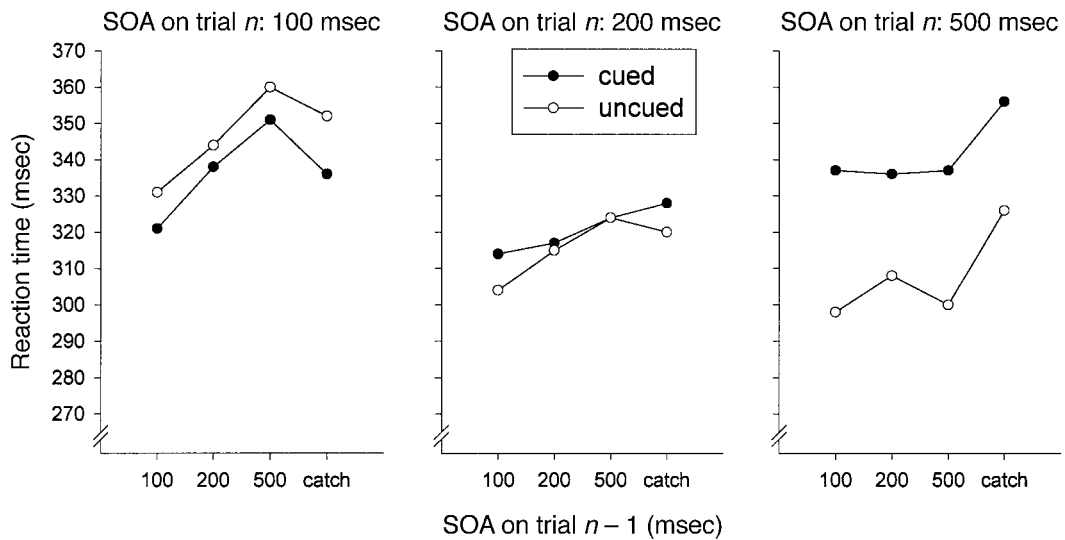 SOA on trial n: 100 msec
SOA on trial n: 200 msec
SOA on trial n: 500 msec
cued
uncued
Reaction time (msec)
370
360
350
340
330
320
310
300
290
280
270
100 200 500 catch
100 200 500 catch
100 200 500 catch
SOA on trial n – 1 (msec)